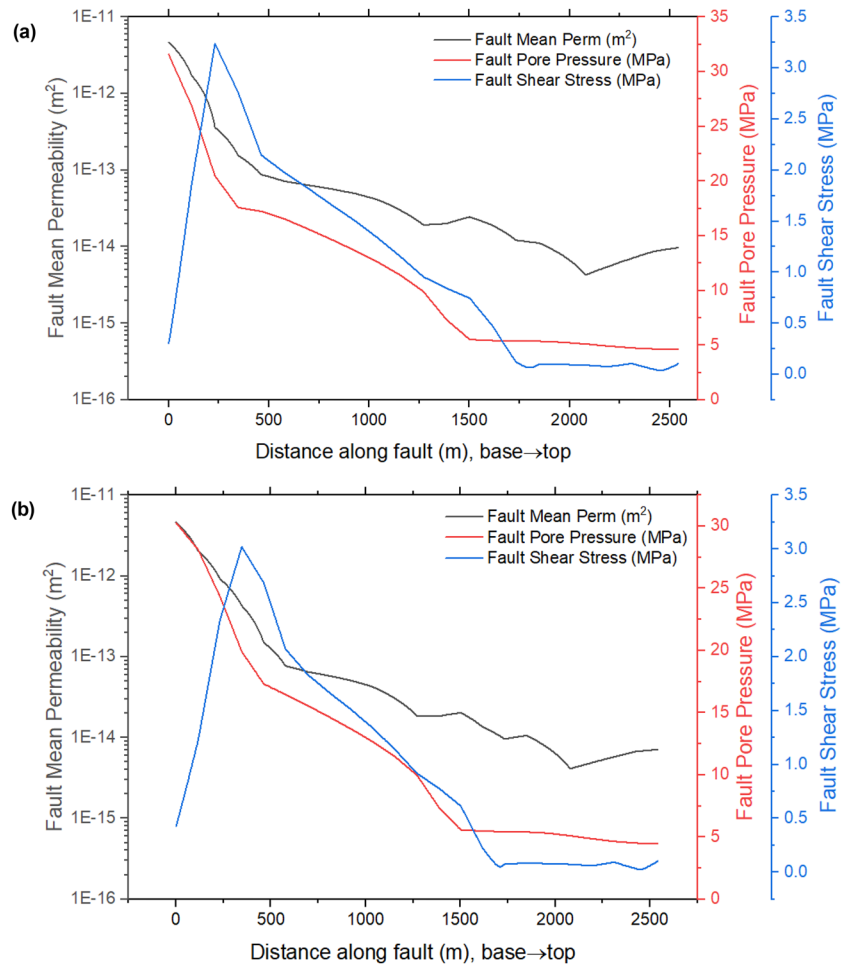 (a)
Fault Mean Perm (m²)
Fault Pore Pressure (MPa)
Fault Shear Stress (MPa)
1E-11
1E-12
1E-13
1E-14
1E-15
1E-16
Fault Mean Permeability (m²)
0 500 1000 1500 2000 2500
Distance along fault (m), base→top
35
30
25
20
15
10
5
0
Fault Pore Pressure (MPa)
3.5
3.0
2.5
2.0
1.5
1.0
0.5
0.0
Fault Shear Stress (MPa)
(b)
Fault Mean Perm (m²)
Fault Pore Pressure (MPa)
Fault Shear Stress (MPa)
1E-11
1E-12
1E-13
1E-14
1E-15
1E-16
Fault Mean Permeability (m²)
0 500 1000 1500 2000 2500
Distance along fault (m), base→top
30
25
20
15
10
5
0
Fault Pore Pressure (MPa)
3.5
3.0
2.5
2.0
1.5
1.0
0.5
0.0
Fault Shear Stress (MPa)